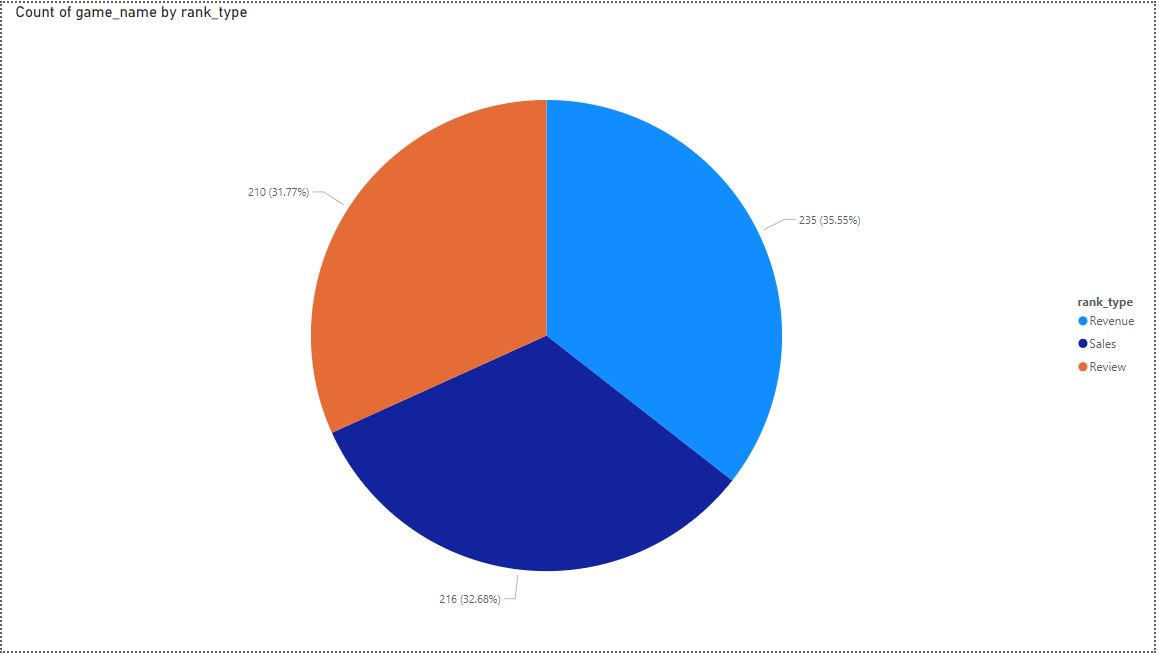 Count of game_name by rank_type
210 (31.77%)
235 (35.55%)
rank_type
Revenue
Sales
Review
216 (32.68%)